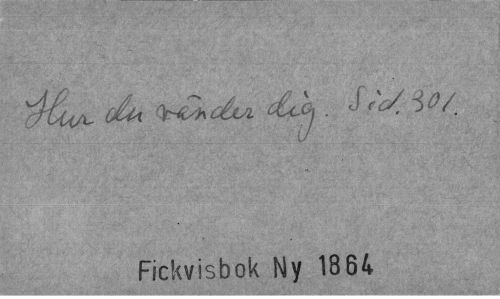 Hur du vänder dig. Sid. 301.
Fickvisbok Ny 1864